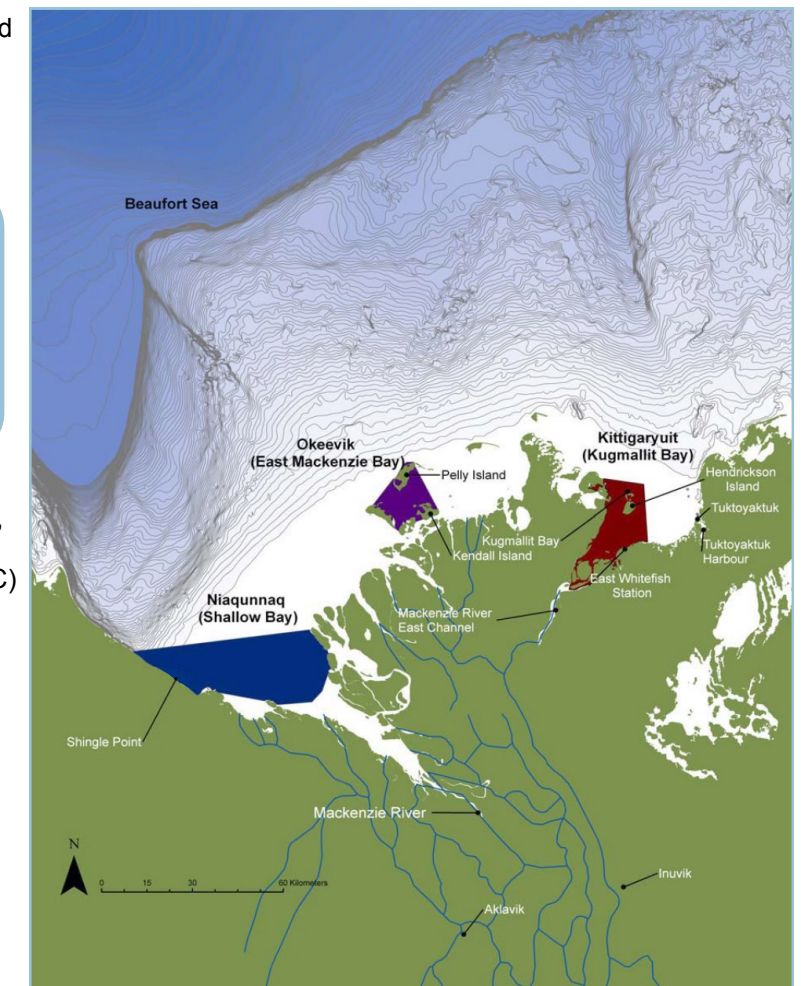 d
,
C)
Beaufort Sea
Okeevik
(East Mackenzie Bay)
Pelly Island
Kendall Island
Kittigaryuit
(Kugmallit Bay)
Hendrickson
Island
Tuktoyaktuk
Tuktoyaktuk
Harbour
Kugmallit Bay
East Whitefish
Station
Mackenzie River
East Channel
Niaqunnaq
(Shallow Bay)
Shingle Point
Mackenzie River
Inuvik
Aklavik
N
0 15 30 60 Kilometers